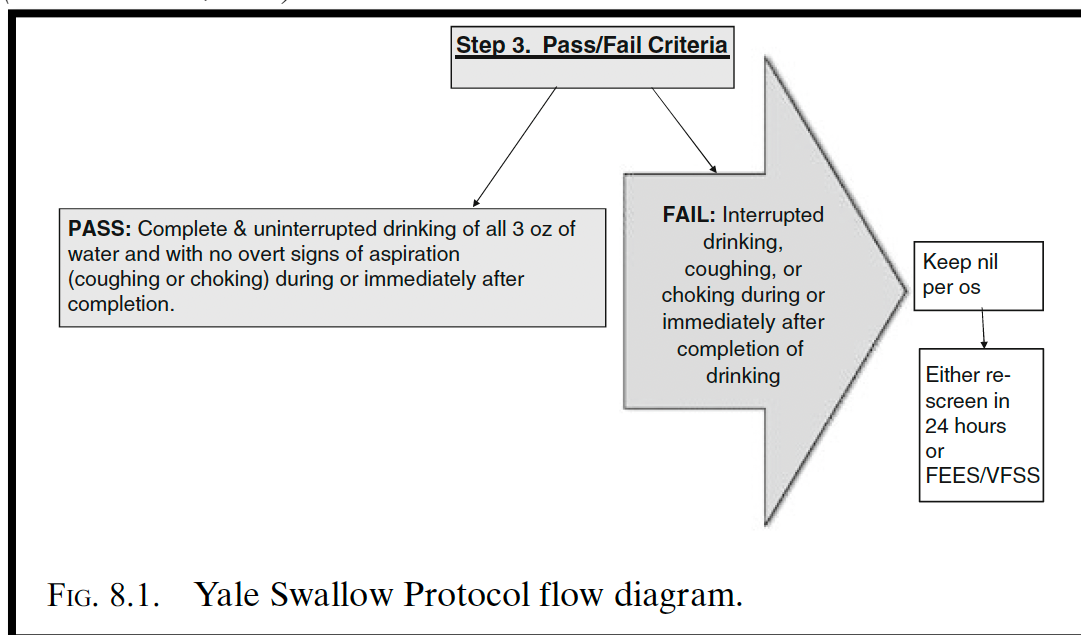 Step 3. Pass/Fail Criteria
PASS: Complete & uninterrupted drinking of all 3 oz of
water and with no overt signs of aspiration
(coughing or choking) during or immediately after
completion.
FAIL: Interrupted
drinking,
coughing, or
choking during or
immediately after
completion of
drinking
Keep nil
per os
Either re-
screen in
24 hours
or
FEES/VFSS
FIG. 8.1. Yale Swallow Protocol flow diagram.